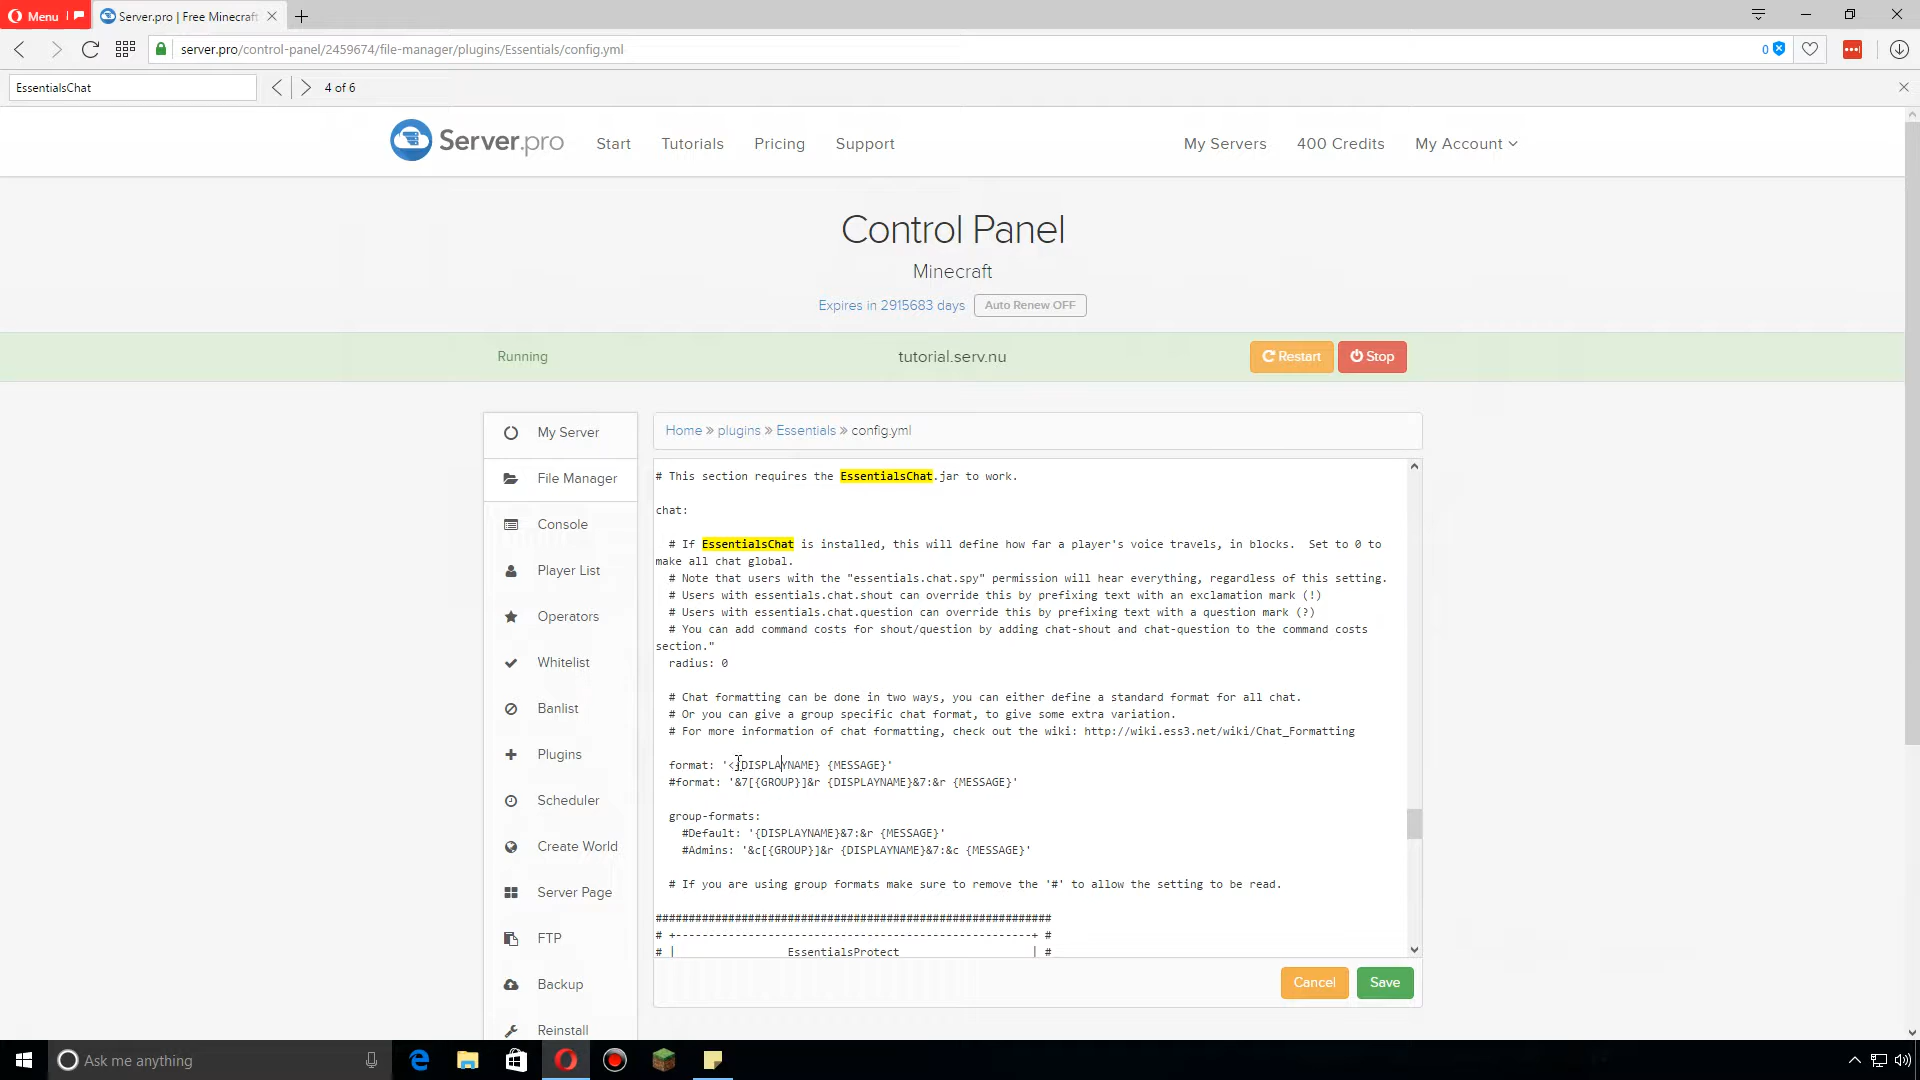 Menu
Server.pro | Free Minecraft
server.pro/control-panel/2459674/file-manager/plugins/Essentials/config.yml
0
EssentialsChat
4 of 6
Server.pro
Start
Tutorials
Pricing
Support
My Servers
400 Credits
My Account
Control Panel
Minecraft
Expires in 2915683 days
Auto Renew OFF
Running
tutorial.serv.nu
Restart
Stop
My Server
File Manager
Console
Player List
Operators
Whitelist
Banlist
Plugins
Scheduler
Create World
Server Page
FTP
Backup
Reinstall
Home » plugins » Essentials » config.yml
# This section requires the EssentialsChat.jar to work.
chat:
# If EssentialsChat is installed, this will define how far a player's voice travels, in blocks.  Set to 0 to
make all chat global.
# Note that users with the "essentials.chat.spy" permission will hear everything, regardless of this setting.
# Users with essentials.chat.shout can override this by prefixing text with an exclamation mark (!)
# Users with essentials.chat.question can override this by prefixing text with a question mark (?)
# You can add command costs for shout/question by adding chat-shout and chat-question to the command costs
section."
radius: 0
# Chat formatting can be done in two ways, you can either define a standard format for all chat.
# Or you can give a group specific chat format, to give some extra variation.
# For more information of chat formatting, check out the wiki: http://wiki.ess3.net/wiki/Chat_Formatting
format: '<{DISPLAYNAME} {MESSAGE}'
#format: '&7[{GROUP}]&r {DISPLAYNAME}&7:&r {MESSAGE}'
group-formats:
#Default: '{DISPLAYNAME}&7:&r {MESSAGE}'
#Admins: '&c[{GROUP}]&r {DISPLAYNAME}&7:&c {MESSAGE}'
# If you are using group formats make sure to remove the '#' to allow the setting to be read.
############################################################
# +------------------------------------------------------+ #
# |                 EssentialsProtect                    | #
Cancel
Save
Ask me anything